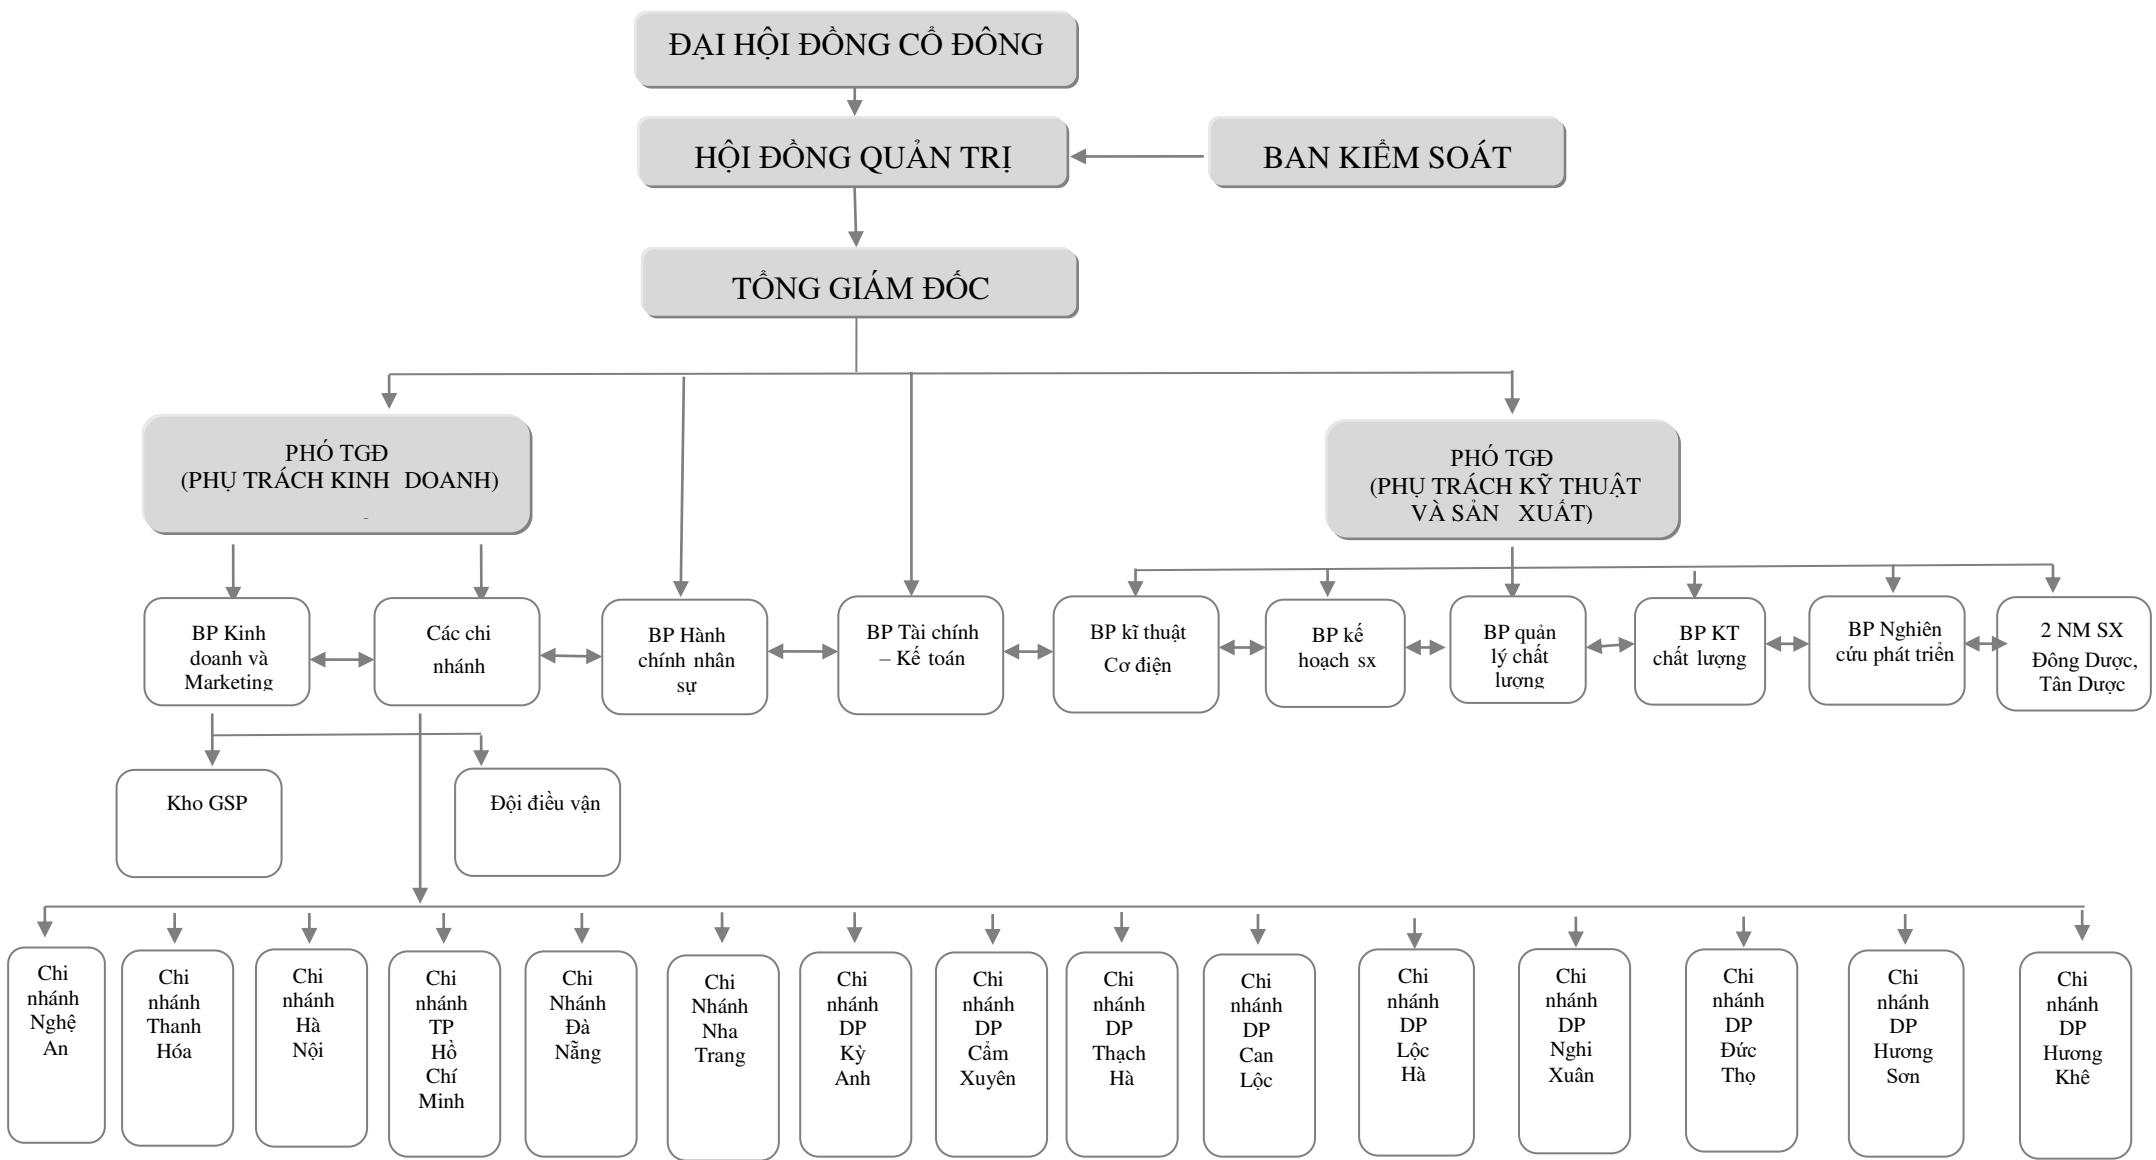 ĐẠI HỘI ĐỒNG CỔ ĐÔNG
HỘI ĐỒNG QUẢN TRỊ
BAN KIỂM SOÁT
TỔNG GIÁM ĐỐC
PHÓ TGĐ
(PHỤ TRÁCH KINH DOANH)
PHÓ TGĐ
(PHỤ TRÁCH KỸ THUẬT
VÀ SẢN XUẤT)
BP Kinh
doanh và
Marketing
Các chi
nhánh
BP Hành
chính nhân
sự
BP Tài chính
– Kế toán
BP kĩ thuật
Cơ điện
BP kế
hoạch sx
BP quản
lý chất
lượng
BP KT
chất lượng
BP Nghiên
cứu phát triển
2 NM SX
Đông Dược,
Tân Dược
Kho GSP
Đội điều vận
Chi
nhánh
Nghệ
An
Chi
nhánh
Thanh
Hóa
Chi
nhánh
Hà
Nội
Chi
nhánh
TP
Hồ
Chí
Minh
Chi
Nhánh
Đà
Nẵng
Chi
Nhánh
Nha
Trang
Chi
nhánh
DP
Kỳ
Anh
Chi
nhánh
DP
Cẩm
Xuyên
Chi
nhánh
DP
Thạch
Hà
Chi
nhánh
DP
Can
Lộc
Chi
nhánh
DP
Lộc
Hà
Chi
nhánh
DP
Nghi
Xuân
Chi
nhánh
DP
Đức
Thọ
Chi
nhánh
DP
Hương
Sơn
Chi
nhánh
DP
Hương
Khê